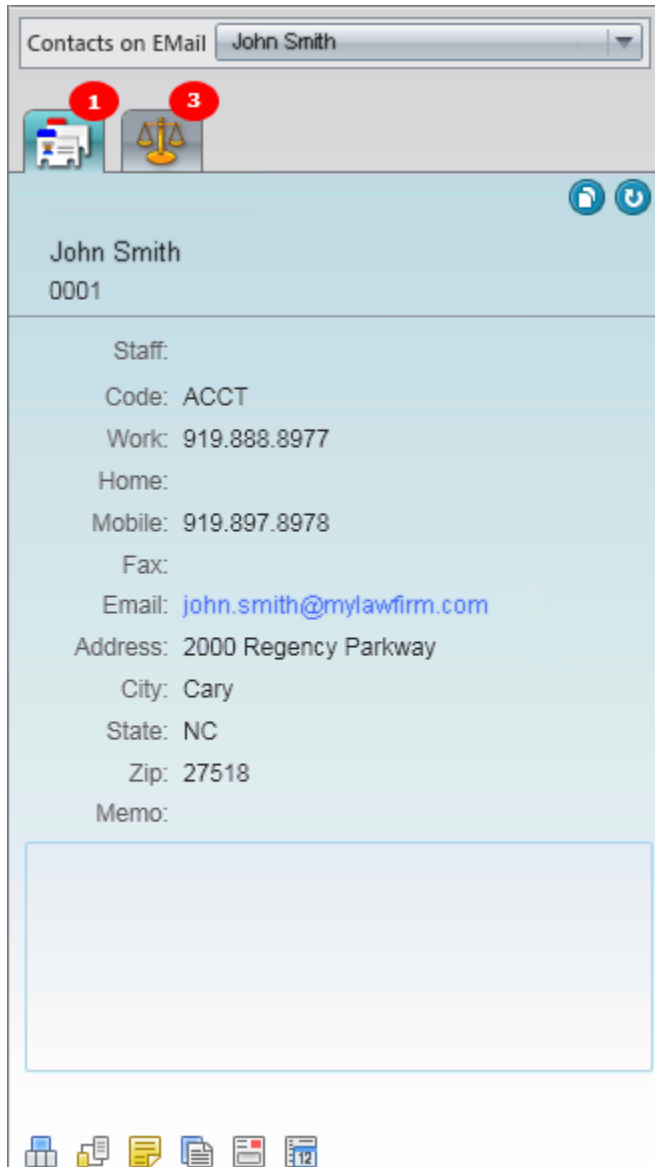 Contacts on EMail John Smith
1 3
John Smith
0001
Staff:
Code: ACCT
Work: 919.888.8977
Home:
Mobile: 919.897.8978
Fax:
Email: john.smith@mylawfirm.com
Address: 2000 Regency Parkway
City: Cary
State: NC
Zip: 27518
Memo:
12